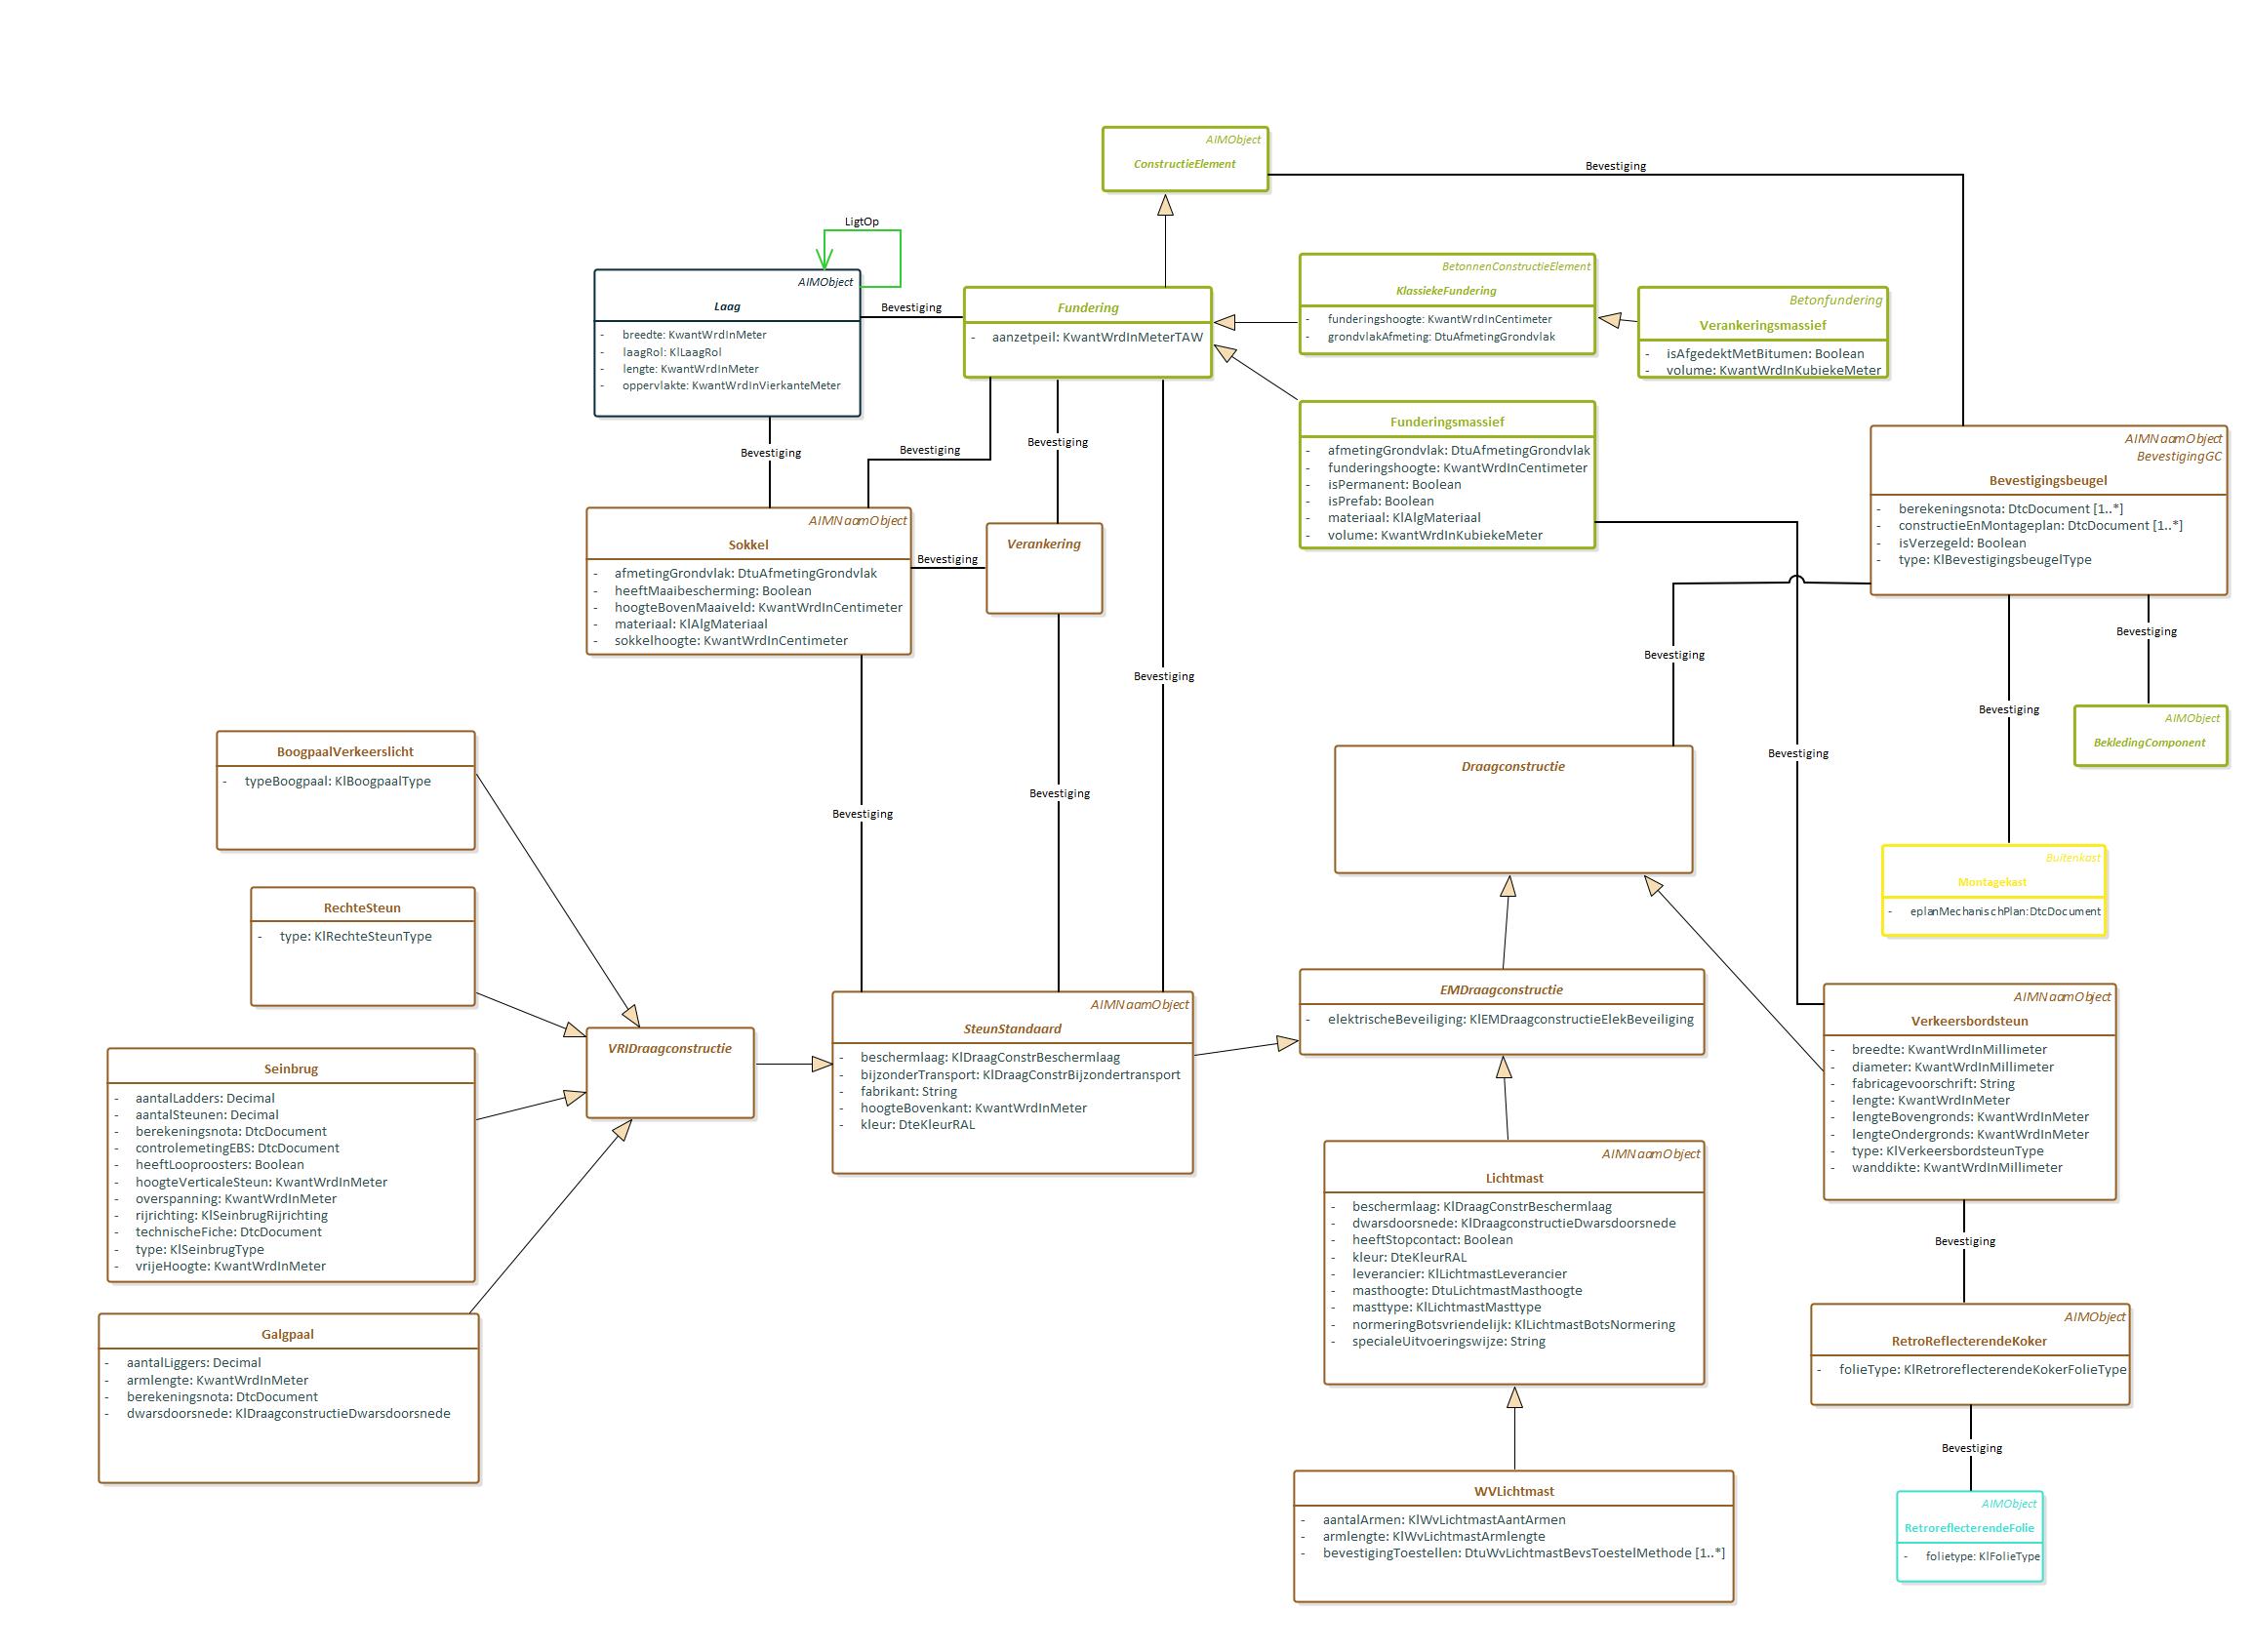 AIMObject
ConstructieElement
Bevestiging
LigtOp
AIMObject
Laag
- breedte: KwantWrdInMeter
- laagRol: KlLaagRol
- lengte: KwantWrdInMeter
- oppervlakte: KwantWrdInVierkanteMeter
Bevestiging
Fundering
- aanzetpeil: KwantWrdInMeterTAW
BetonnenConstructieElement
KlassiekeFundering
- funderingshoogte: KwantWrdInCentimeter
- grondvlakAfmeting: DtuAfmetingGrondvlak
Betonfundering
Verankeringsmassief
- isAfgedektMetBitumen: Boolean
- volume: KwantWrdInKubiekeMeter
Funderingsmassief
- afmetingGrondvlak: DtuAfmetingGrondvlak
- funderingshoogte: KwantWrdInCentimeter
- isPermanent: Boolean
- isPrefab: Boolean
- materiaal: KlAlgMateriaal
- volume: KwantWrdInKubiekeMeter
Bevestiging
Bevestiging
Bevestiging
AIMNaamObject
BevestigingGC
Bevestigingsbeugel
- berekeningsnota: DtcDocument [1..*]
- constructieEnMontageplan: DtcDocument [1..*]
- isVerzegeld: Boolean
- type: KlBevestigingsbeugelType
AIMNaamObject
Sokkel
- afmetingGrondvlak: DtuAfmetingGrondvlak
- heeftMaaibescherming: Boolean
- hoogteBovenMaaiveld: KwantWrdInCentimeter
- materiaal: KlAlgMateriaal
- sokkelhoogte: KwantWrdInCentimeter
Bevestiging
Verankering
Bevestiging
Bevestiging
Bevestiging
Bevestiging
AIMObject
BekledingComponent
BoogpaalVerkeerslicht
- typeBoogpaal: KlBoogpaalType
Bevestiging
Bevestiging
Bevestiging
Draagconstructie
Buitenkast
Montagekast
- eplanMechanischPlan:DtcDocument
RechteSteun
- type: KlRechteSteunType
VRIDraagconstructie
AIMNaamObject
SteunStandaard
- beschermlaag: KlDraagConstrBeschermlaag
- bijzonderTransport: KlDraagConstrBijzondertransport
- fabrikant: String
- hoogteBovenkant: KwantWrdInMeter
- kleur: DteKleurRAL
EMDraagconstructie
- elektrischeBeveiliging: KlEMDraagconstructieElekBeveiliging
AIMNaamObject
Verkeersbordsteun
- breedte: KwantWrdInMillimeter
- diameter: KwantWrdInMillimeter
- fabricagevoorschrift: String
- lengte: KwantWrdInMeter
- lengteBovengronds: KwantWrdInMeter
- lengteOndergronds: KwantWrdInMeter
- type: KlVerkeersbordsteunType
- wanddikte: KwantWrdInMillimeter
Seinbrug
- aantalLadders: Decimal
- aantalSteunen: Decimal
- berekeningsnota: DtcDocument
- controlemetingEBS: DtcDocument
- heeftLooproosters: Boolean
- hoogteVerticaleSteun: KwantWrdInMeter
- overspanning: KwantWrdInMeter
- rijrichting: KlSeinbrugRijrichting
- technischeFiche: DtcDocument
- type: KlSeinbrugType
- vrijeHoogte: KwantWrdInMeter
AIMNaamObject
Lichtmast
- beschermlaag: KlDraagConstrBeschermlaag
- dwarsdoorsnede: KlDraagconstructieDwarsdoorsnede
- heeftStopcontact: Boolean
- kleur: DteKleurRAL
- leverancier: KlLichtmastLeverancier
- masthoogte: DtuLichtmastMasthoogte
- masttype: KlLichtmastMasttype
- normeringBotsvriendelijk: KlLichtmastBotsNormering
- specialeUitvoeringswijze: String
Bevestiging
AIMObject
RetroReflecterendeKoker
- folieType: KlRetroreflecterendeKokerFolieType
Galgpaal
- aantalLiggers: Decimal
- armlengte: KwantWrdInMeter
- berekeningsnota: DtcDocument
- dwarsdoorsnede: KlDraagconstructieDwarsdoorsnede
Bevestiging
WVLichtmast
- aantalArmen: KlWvLichtmastAantArmen
- armlengte: KlWvLichtmastArmlengte
- bevestigingToestellen: DtuWvLichtmastBevsToestelMethode [1..*]
AIMObject
RetroreflecterendeFolie
- folietype: KlFolieType